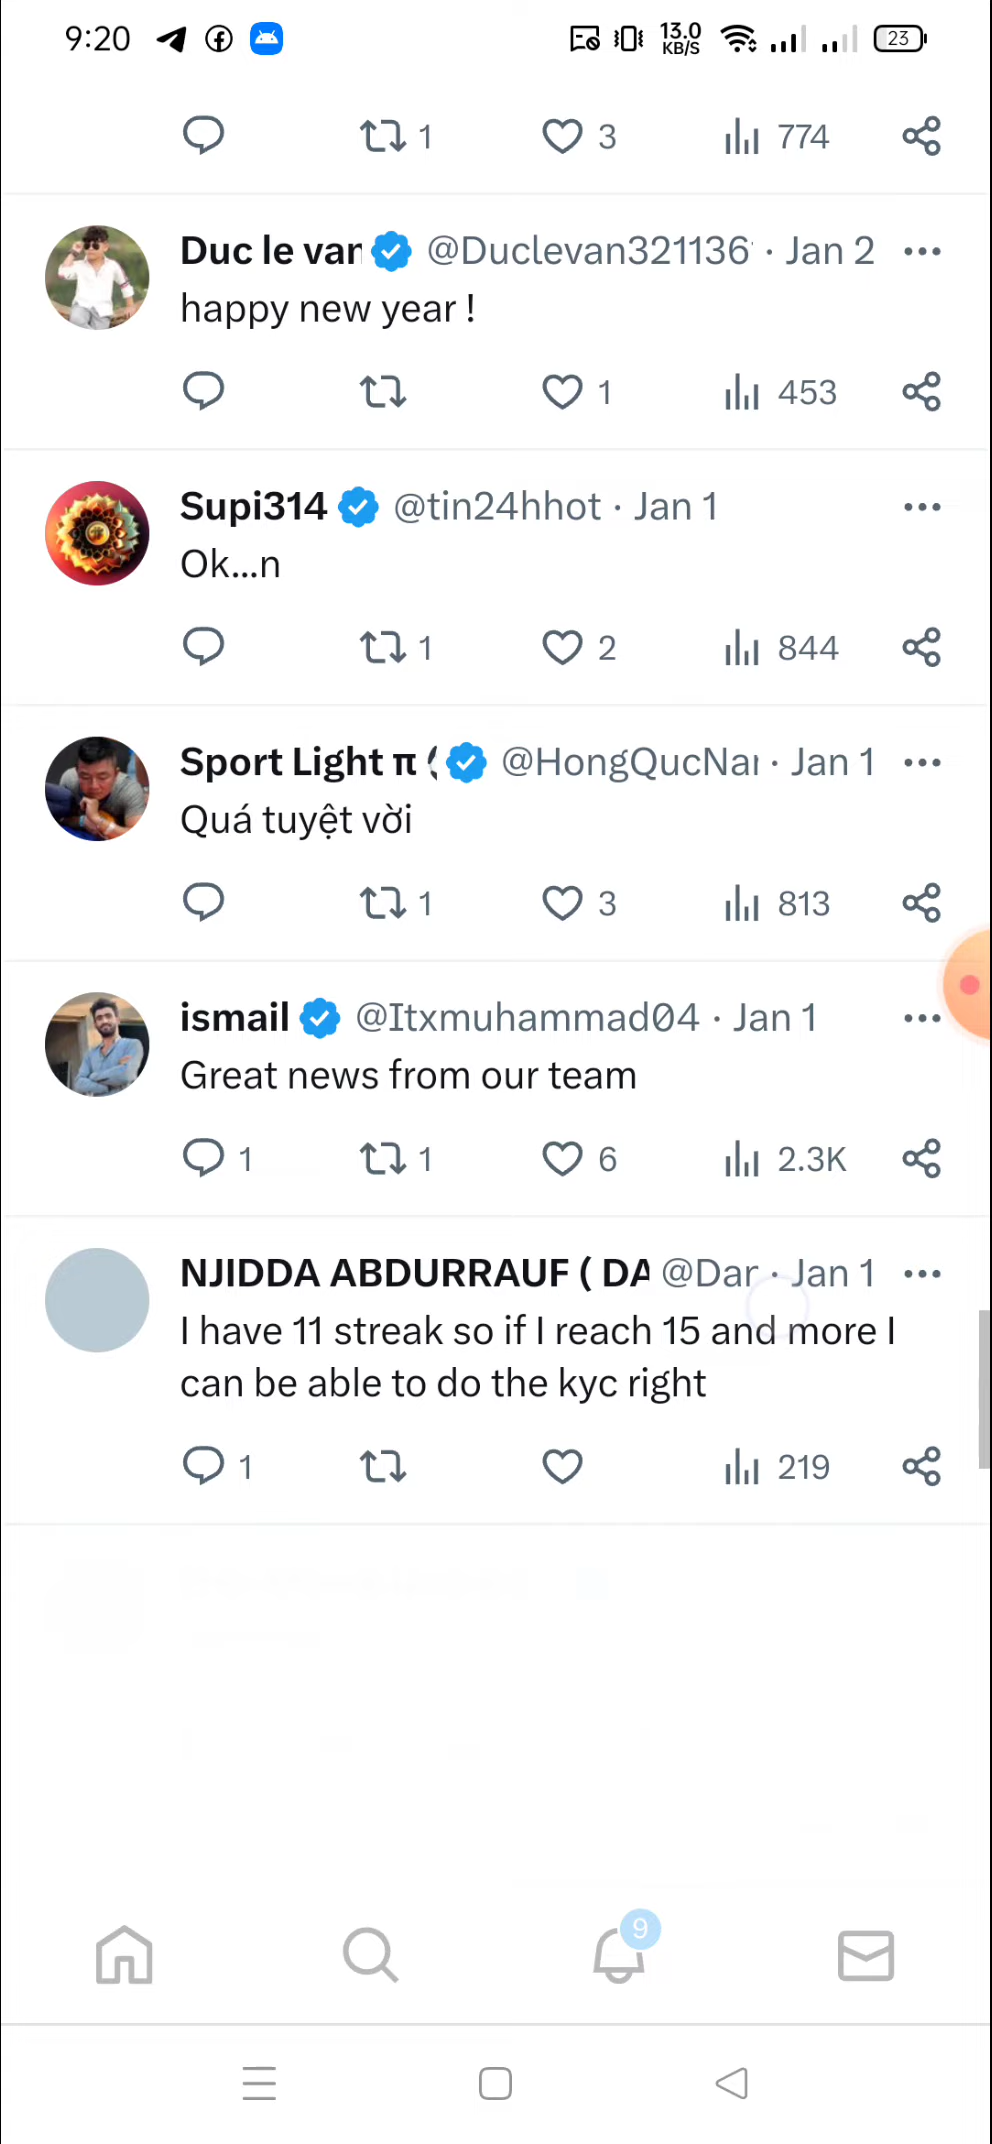 9:20 13.0 KB/S 23
1 3 774
Duc le van @Duclevan321136 · Jan 2
happy new year !
1 453
Supi314 @tin24hhot · Jan 1
Ok...n
1 2 844
Sport Light π ( @HongQucNa · Jan 1
Quá tuyệt vời
1 3 813
ismail @Itxmuhammad04 · Jan 1
Great news from our team
1 1 6 2.3K
NJIDDA ABDURRAUF ( DA @Dar · Jan 1
I have 11 streak so if I reach 15 and more I
can be able to do the kyc right
1 219
9